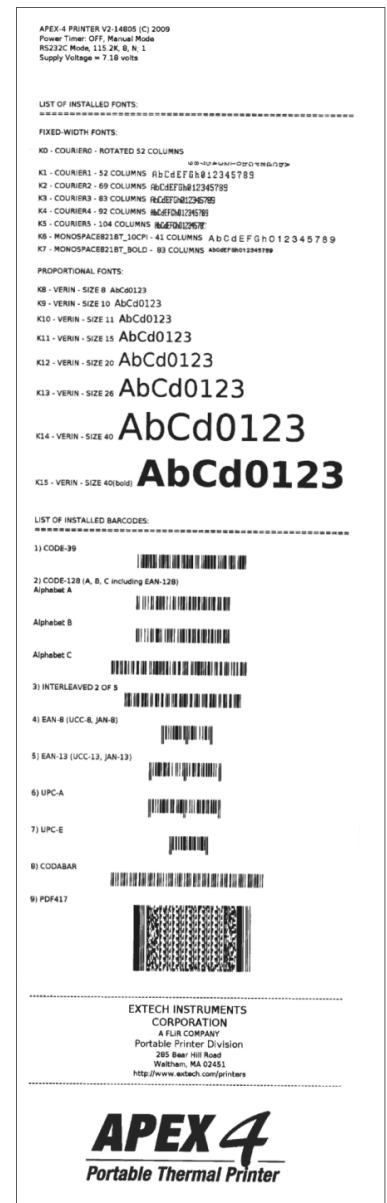 APEX-4 PRINTER V2-14805 (C) 2009
Power Timer: OFF, Manual Mode
RS232C Mode, 115.2K, 8, N, 1
Supply Voltage = 7.18 volts
LIST OF INSTALLED FONTS:
FIXED-WIDTH FONTS:
K0 - COURIER0 - ROTATED 52 COLUMNS
K1 - COURIER1 - 52 COLUMNS AbCdEFGh012345789
K2 - COURIER2 - 69 COLUMNS AbCdEFGh012345789
K3 - COURIER3 - 83 COLUMNS AbCdEFGh012345789
K4 - COURIER4 - 92 COLUMNS AbCdEFGh012345789
K5 - COURIER5 - 104 COLUMNS
K6 - MONOSPACE821BT_10CPI - 41 COLUMNS AbCdEFGh012345789
K7 - MONOSPACE821BT_BOLD - 83 COLUMNS AbCdEFGh012345789
PROPORTIONAL FONTS:
K8 - VERIN - SIZE 8 AbCd0123
K9 - VERIN - SIZE 10 AbCd0123
K10 - VERIN - SIZE 11 AbCd0123
K11 - VERIN - SIZE 15 AbCd0123
K12 - VERIN - SIZE 20 AbCd0123
K13 - VERIN - SIZE 26 AbCd0123
K14 - VERIN - SIZE 40 AbCd0123
K15 - VERIN - SIZE 40(bold) AbCd0123
LIST OF INSTALLED BARCODES:
1) CODE-39
2) CODE-128 (A, B, C including EAN-128)
Alphabet A
Alphabet B
Alphabet C
3) INTERLEAVED 2 OF 5
4) EAN-8 (UCC-8, JAN-8)
5) EAN-13 (UCC-13, JAN-13)
6) UPC-A
7) UPC-E
8) CODABAR
9) PDF417
EXTECH INSTRUMENTS
CORPORATION
A FLIR COMPANY
Portable Printer Division
285 Bear Hill Road
Waltham, MA 02451
http://www.extech.com/printers
APEX 4
Portable Thermal Printer